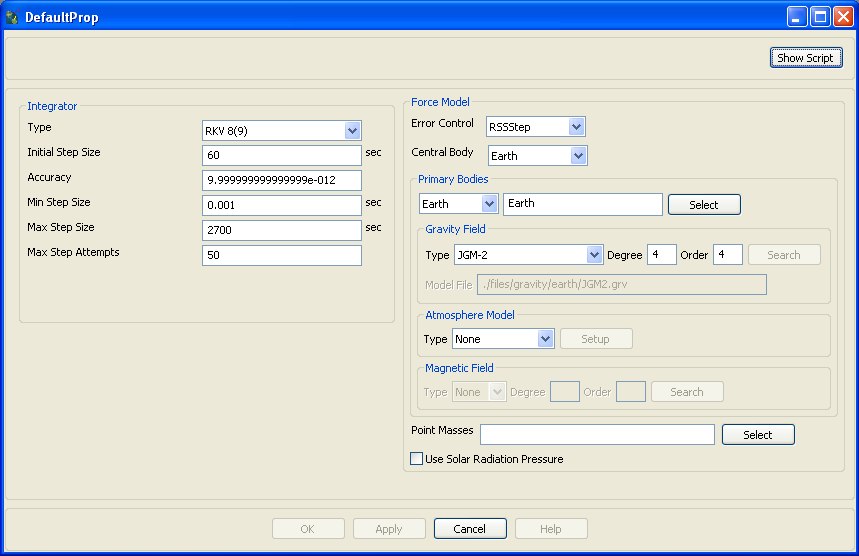 DefaultProp
Show Script
Integrator
Type RKV 8(9)
Initial Step Size 60 sec
Accuracy 9.999999999999999e-012
Min Step Size 0.001 sec
Max Step Size 2700 sec
Max Step Attempts 50
Force Model
Error Control RSSStep
Central Body Earth
Primary Bodies
Earth Earth Select
Gravity Field
Type JGM-2 Degree 4 Order 4 Search
Model File ./files/gravity/earth/JGM2.grv
Atmosphere Model
Type None Setup
Magnetic Field
Type None Degree Order Search
Point Masses Select
Use Solar Radiation Pressure
OK Apply Cancel Help